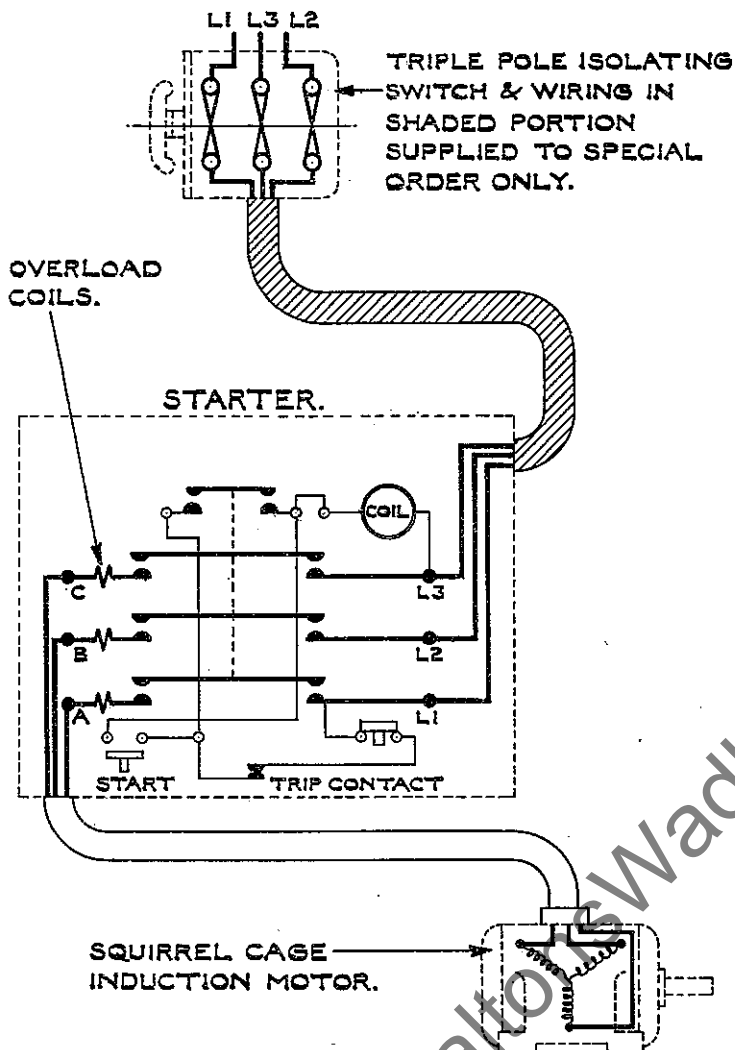 L1 L3 L2
TRIPLE POLE ISOLATING
SWITCH & WIRING IN
SHADED PORTION
SUPPLIED TO SPECIAL
ORDER ONLY.
OVERLOAD
COILS.
STARTER.
COIL
C
L3
B
L2
A
L1
START
TRIP CONTACT
SQUIRREL CAGE
INDUCTION MOTOR.